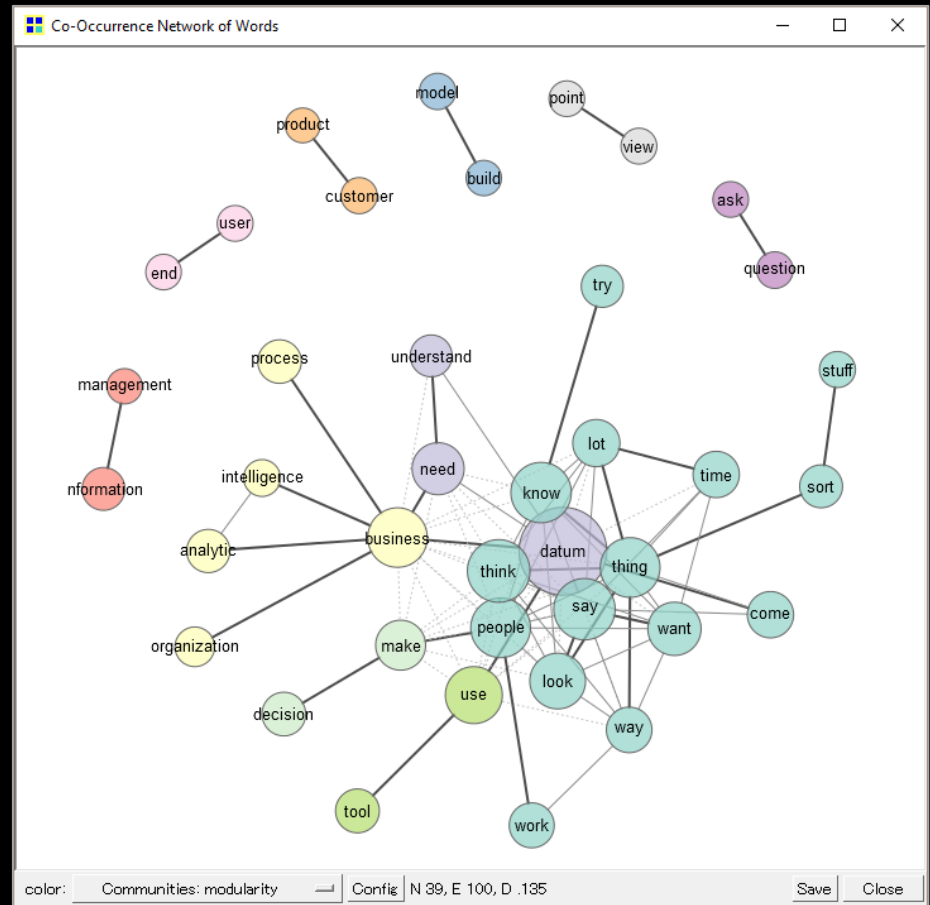 Co-Occurrence Network of Words
model
point
product
view
build
customer
ask
user
question
end
try
process
understand
stuff
management
lot
intelligence
need
time
nformation
know
sort
business
analytic
datum
think
thing
say
come
people
want
organization
make
look
use
decision
way
tool
work
color:
Communities: modularity
Config
N 39, E 100, D .135
Save
Close